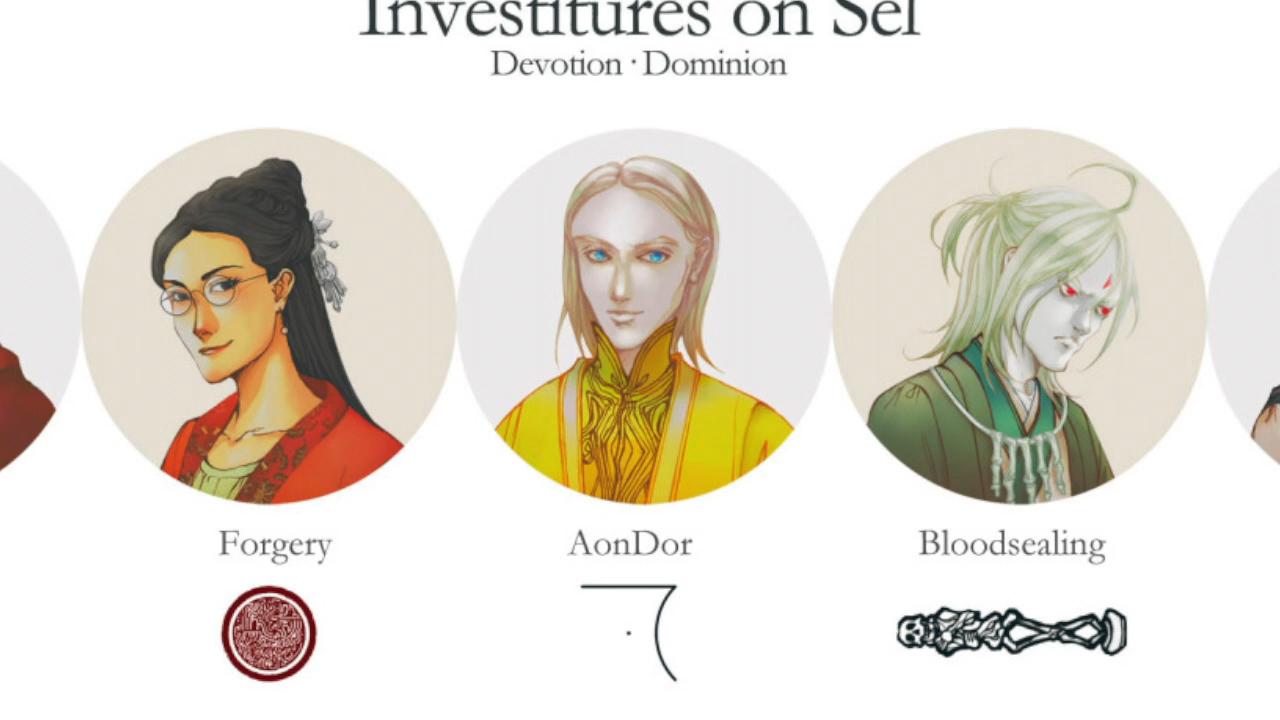 Investitures on Sel
Devotion · Dominion
Forgery
AonDor
Bloodsealing